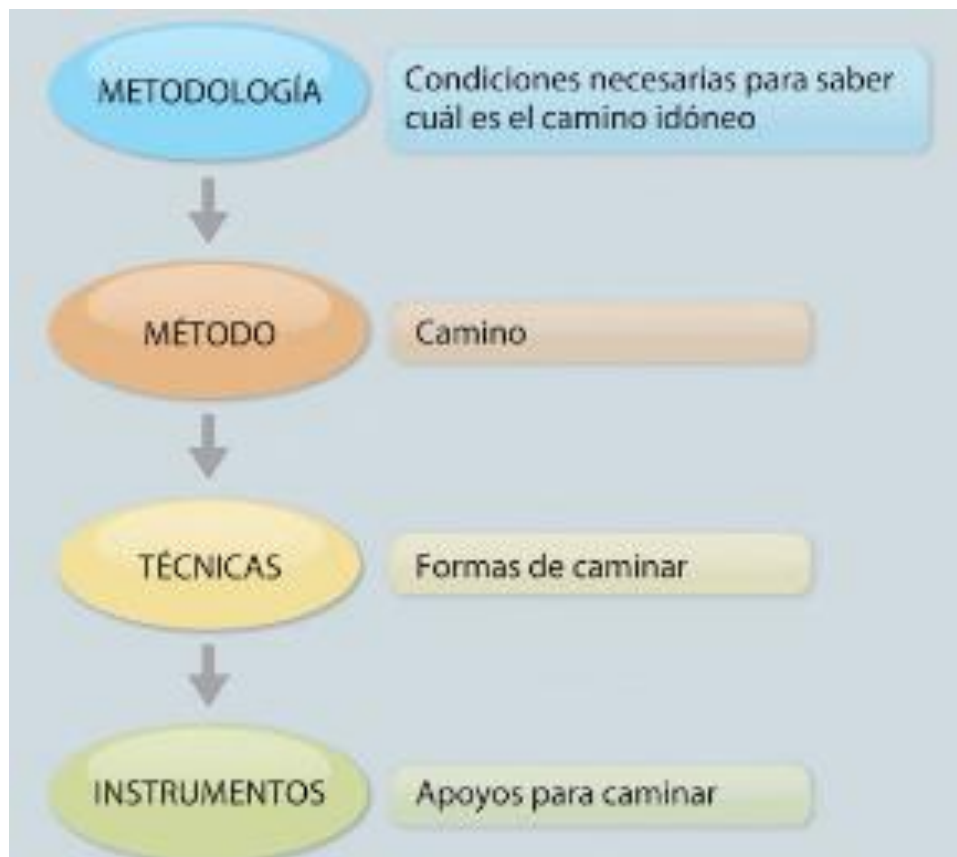 METODOLOGÍA
Condiciones necesarias para saber
cuál es el camino idóneo
MÉTODO
Camino
TÉCNICAS
Formas de caminar
INSTRUMENTOS
Apoyos para caminar